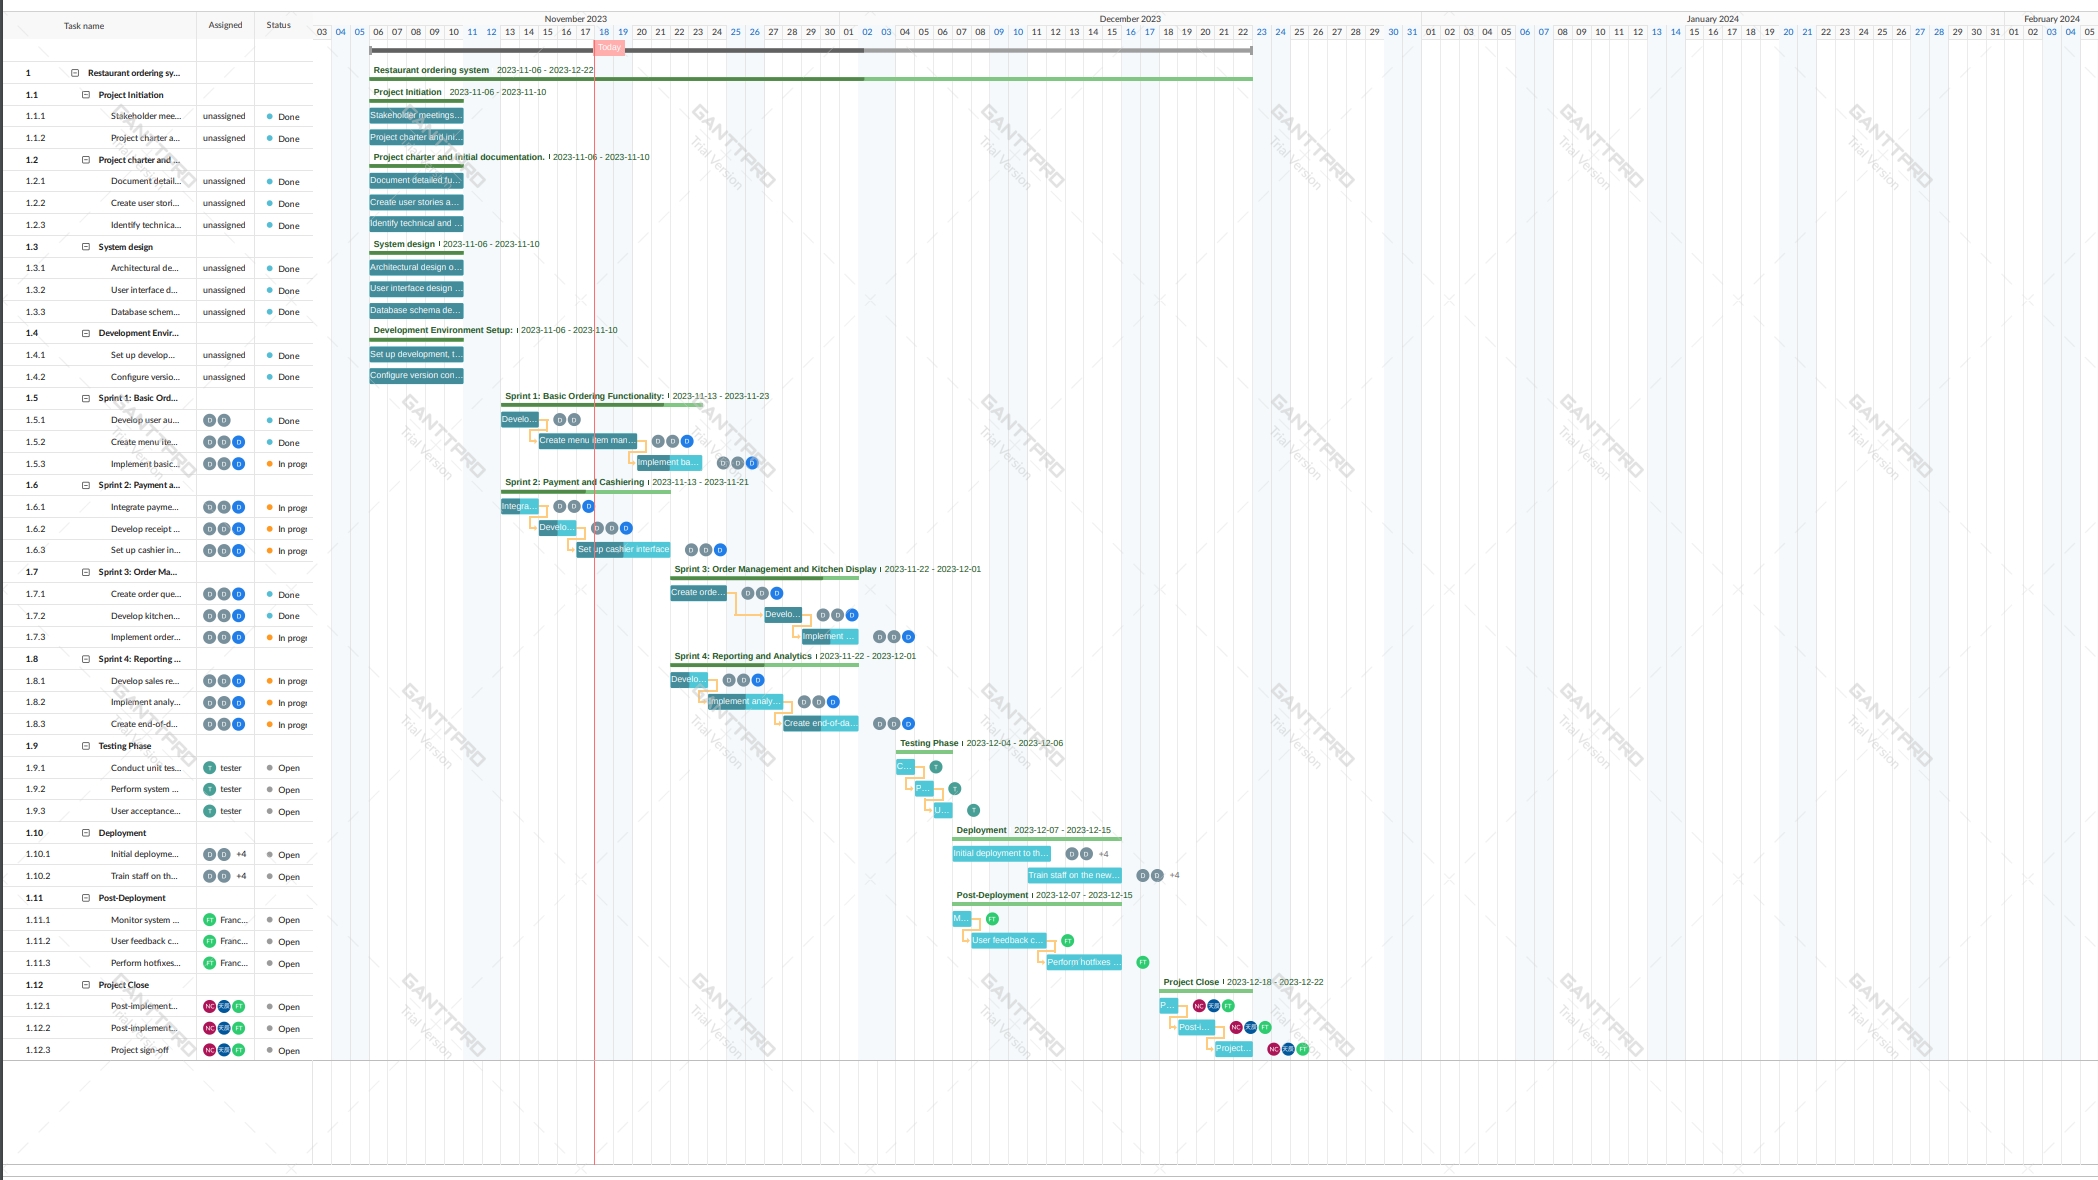 November 2023 December 2023 January 2024 February 2024
Task name Assigned Status
03 04 05 06 07 08 09 10 11 12 13 14 15 16 17 18 19 20 21 22 23 24 25 26 27 28 29 30 01 02 03 04 05 06 07 08 09 10 11 12 13 14 15 16 17 18 19 20 21 22 23 24 25 26 27 28 29 30 31 01 02 03 04 05 06 07 08 09 10 11 12 13 14 15 16 17 18 19 20 21 22 23 24 25 26 27 28 29 30 31 01 02 03 04 05
Today
1 Restaurant ordering sy... Restaurant ordering system 2023-11-06 - 2023-12-22
1.1 Project Initiation Project Initiation 2023-11-06 - 2023-11-10
1.1.1 Stakeholder mee... unassigned Done Stakeholder meetings...
1.1.2 Project charter a... unassigned Done Project charter and ini...
1.2 Project charter and ... Project charter and initial documentation. 2023-11-06 - 2023-11-10
1.2.1 Document detail... unassigned Done Document detailed fu...
1.2.2 Create user stori... unassigned Done Create user stories a...
1.2.3 Identify technica... unassigned Done Identify technical and ...
1.3 System design System design 2023-11-06 - 2023-11-10
1.3.1 Architectural de... unassigned Done Architectural design o...
1.3.2 User interface d... unassigned Done User interface design ...
1.3.3 Database schem... unassigned Done Database schema de...
1.4 Development Envir... Development Environment Setup: 2023-11-06 - 2023-11-10
1.4.1 Set up develop... unassigned Done Set up development, t...
1.4.2 Configure versio... unassigned Done Configure version con...
1.5 Sprint 1: Basic Ord... Sprint 1: Basic Ordering Functionality: 2023-11-13 - 2023-11-23
1.5.1 Develop user au... D D Done Develo... D D
1.5.2 Create menu ite... D D D Done Create menu item man... D D D
1.5.3 Implement basic... D D D In progr Implement ba... D D D
1.6 Sprint 2: Payment a... Sprint 2: Payment and Cashiering 2023-11-13 - 2023-11-21
1.6.1 Integrate payme... D D D In progr Integra... D D D
1.6.2 Develop receipt ... D D D In progr Develo... D D D
1.6.3 Set up cashier in... D D D In progr Set up cashier interface D D D
1.7 Sprint 3: Order Ma... Sprint 3: Order Management and Kitchen Display 2023-11-22 - 2023-12-01
1.7.1 Create order que... D D D Done Create orde... D D D
1.7.2 Develop kitchen... D D D Done Develo... D D D
1.7.3 Implement order... D D D In progr Implement ... D D D
1.8 Sprint 4: Reporting ... Sprint 4: Reporting and Analytics 2023-11-22 - 2023-12-01
1.8.1 Develop sales re... D D D In progr Develo... D D D
1.8.2 Implement analy... D D D In progr Implement analy... D D D
1.8.3 Create end-of-d... D D D In progr Create end-of-da... D D D
1.9 Testing Phase Testing Phase 2023-12-04 - 2023-12-06
1.9.1 Conduct unit tes... T tester Open C... T
1.9.2 Perform system ... T tester Open P... T
1.9.3 User acceptance... T tester Open U... T
1.10 Deployment Deployment 2023-12-07 - 2023-12-15
1.10.1 Initial deployme... D D +4 Open Initial deployment to th... D D +4
1.10.2 Train staff on th... D D +4 Open Train staff on the new... D D +4
1.11 Post-Deployment Post-Deployment 2023-12-07 - 2023-12-15
1.11.1 Monitor system ... FT Franc... Open M... FT
1.11.2 User feedback c... FT Franc... Open User feedback c... FT
1.11.3 Perform hotfixes... FT Franc... Open Perform hotfixes ... FT
1.12 Project Close Project Close 2023-12-18 - 2023-12-22
1.12.1 Post-implement... NC FT Open P... NC FT
1.12.2 Post-implement... NC FT Open Post-i... NC FT
1.12.3 Project sign-off NC FT Open Project... NC FT
GANTTPRO
Trial Version